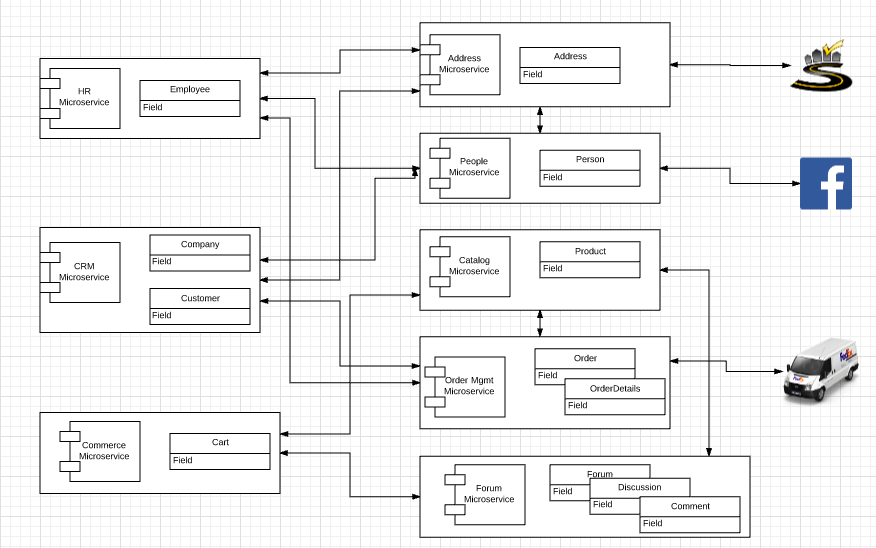 HR
Microservice
Employee
Field
CRM
Microservice
Company
Field
Customer
Field
Commerce
Microservice
Cart
Field
Address
Microservice
Address
Field
People
Microservice
Person
Field
Catalog
Microservice
Product
Field
Order Mgmt
Microservice
Order
Field
OrderDetails
Field
Forum
Microservice
Forum
Field
Discussion
Field
Comment
Field
f
FedEx
FedEx